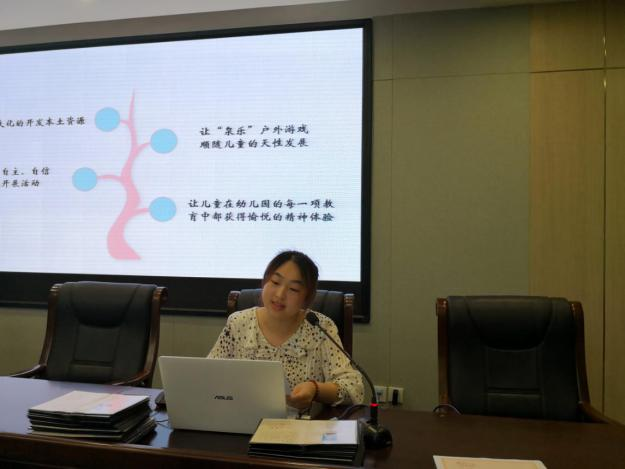 大化的开发本土资源
自主、自信
开展活动
让“泉乐”户外游戏
顺随儿童的天性发展
让儿童在幼儿园的每一项教
育中都获得愉悦的精神体验
ASUS